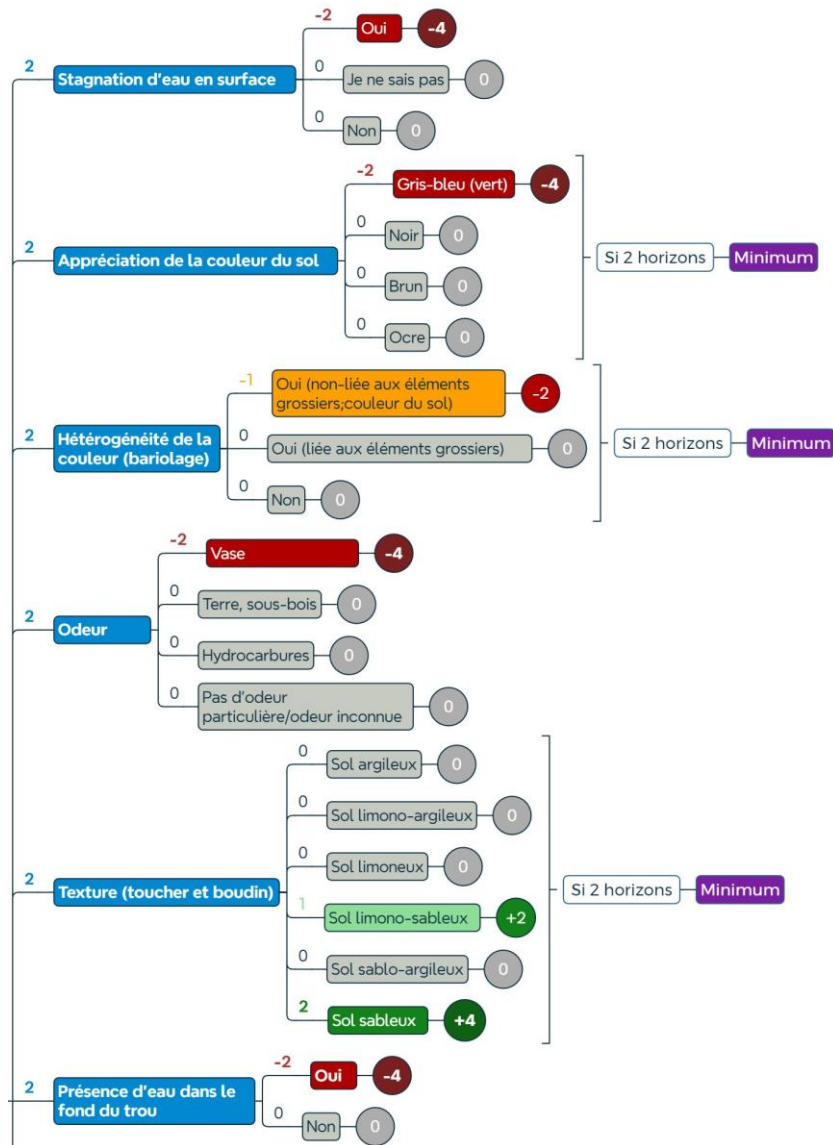 -2
Oui
-4
2
Stagnation d'eau en surface
0
Je ne sais pas
0
0
Non
0
-2
Gris-bleu (vert)
-4
0
Noir
0
2
Appréciation de la couleur du sol
0
Brun
0
0
Ocre
0
Si 2 horizons
Minimum
-1
Oui (non-liée aux éléments
grossiers;couleur du sol)
-2
2
Hétérogénéité de la
couleur (bariolage)
0
Oui (liée aux éléments grossiers)
0
0
Non
0
Si 2 horizons
Minimum
-2
Vase
-4
0
Terre, sous-bois
0
2
Odeur
0
Hydrocarbures
0
0
Pas d'odeur
particulière/odeur inconnue
0
0
Sol argileux
0
0
Sol limono-argileux
0
0
Sol limoneux
0
2
Texture (toucher et boudin)
1
Sol limono-sableux
+2
0
Sol sablo-argileux
0
2
Sol sableux
+4
Si 2 horizons
Minimum
-2
Oui
-4
2
Présence d'eau dans le
fond du trou
0
Non
0